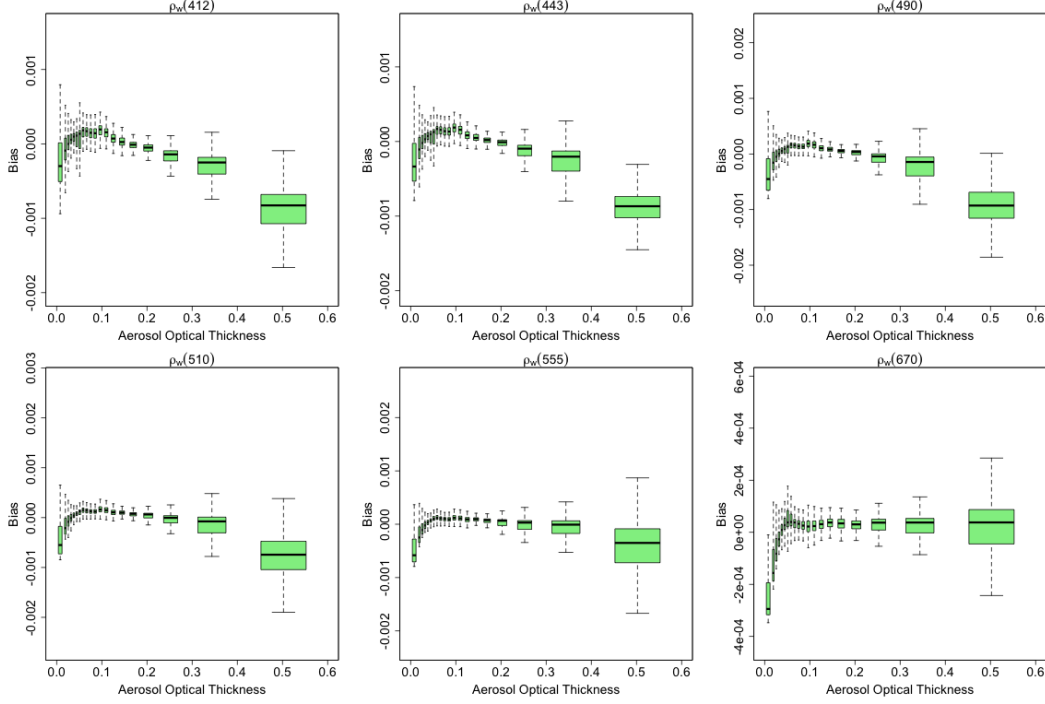 ρw(412)
Bias
0.001
0.000
-0.001
-0.002
0.0 0.1 0.2 0.3 0.4 0.5 0.6
Aerosol Optical Thickness
ρw(443)
Bias
0.001
0.000
-0.001
-0.002
0.0 0.1 0.2 0.3 0.4 0.5 0.6
Aerosol Optical Thickness
ρw(490)
Bias
0.002
0.001
0.000
-0.001
-0.002
0.0 0.1 0.2 0.3 0.4 0.5 0.6
Aerosol Optical Thickness
ρw(510)
Bias
0.003
0.002
0.001
0.000
-0.001
-0.002
0.0 0.1 0.2 0.3 0.4 0.5 0.6
Aerosol Optical Thickness
ρw(555)
Bias
0.002
0.001
0.000
-0.001
-0.002
0.0 0.1 0.2 0.3 0.4 0.5 0.6
Aerosol Optical Thickness
ρw(670)
Bias
6e-04
4e-04
2e-04
0e+00
-2e-04
-4e-04
0.0 0.1 0.2 0.3 0.4 0.5 0.6
Aerosol Optical Thickness